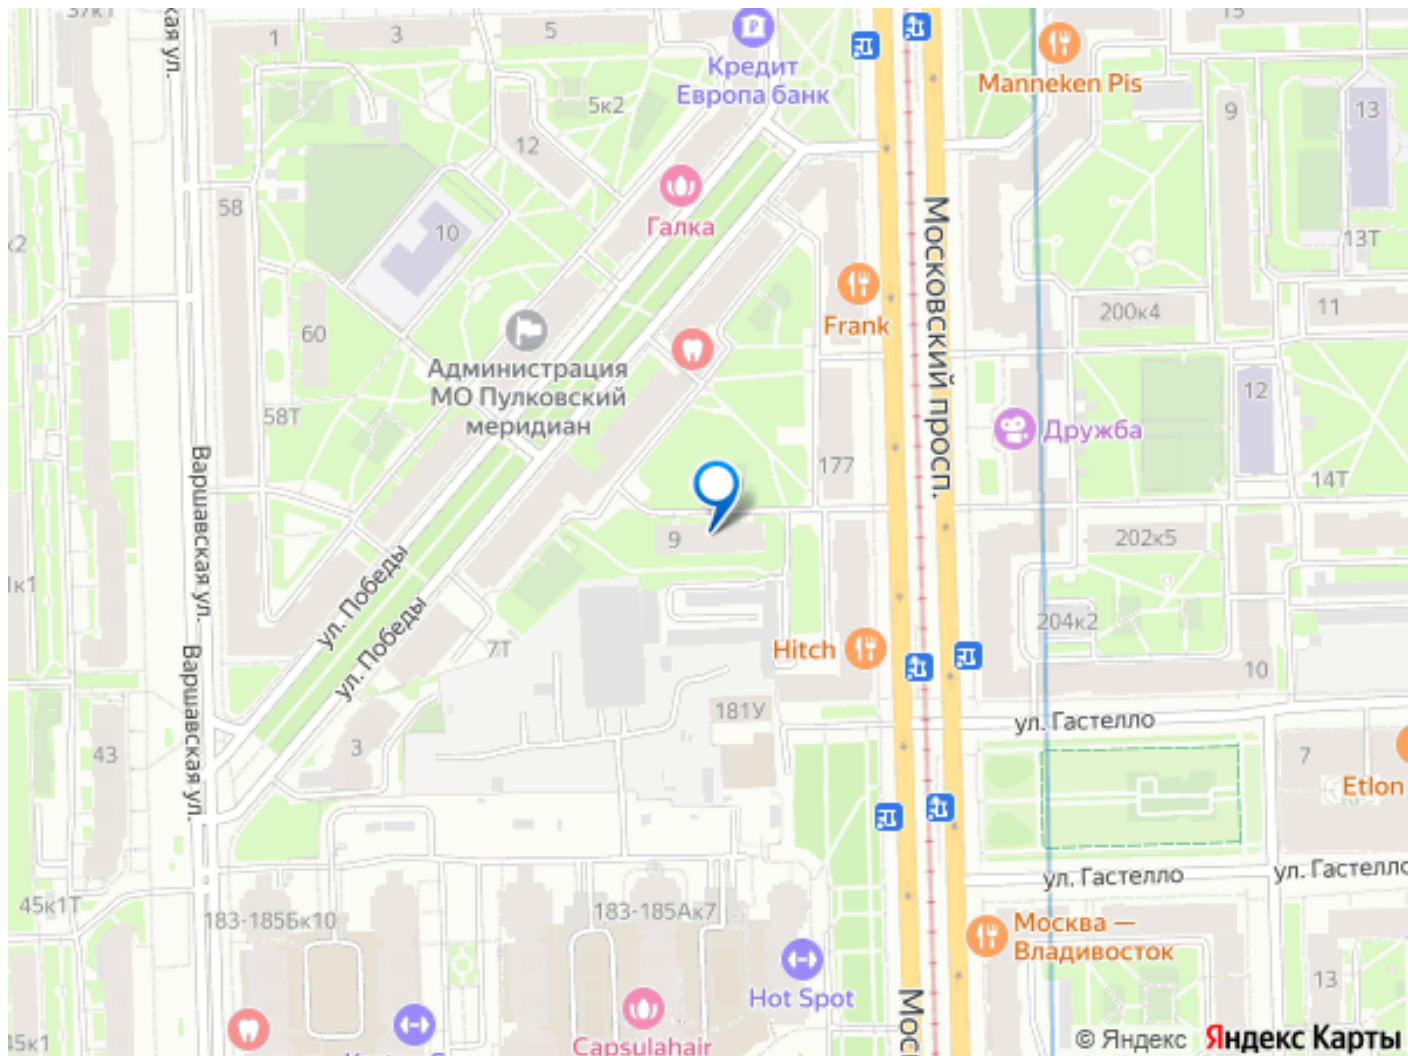 37к1
1
3
5
15
Кредит
Европа банк
Manneken Pis
5к2
9
13
12
58
Галка
10
13Т
Московский просп.
60
Frank
200к4
11
Администрация
МО Пулковский
меридиан
58Т
12
Дружба
177
14Т
Варшавская ул.
9
202к5
ул. Победы
ул. Победы
204к2
7Т
Hitch
10
Варшавская ул.
181У
ул. Гастелло
43
3
7
Etlon
ул. Гастелло
ул. Гастелло
45к1Т
183-185Бк10
183-185Ак7
Москва —
Владивосток
13
Hot Spot
45к1
Capsulahair
© Яндекс Яндекс Карты